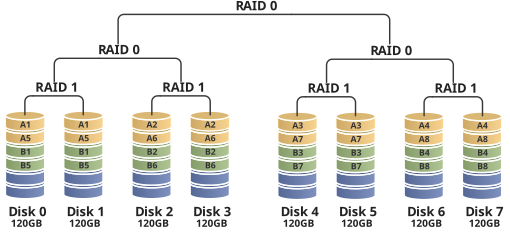 RAID 0
RAID 0
RAID 0
RAID 1
RAID 1
RAID 1
RAID 1
A1 A1 A2 A2 A3 A3 A4 A4
A5 A5 A6 A6 A7 A7 A8 A8
B1 B1 B2 B2 B3 B3 B4 B4
B5 B5 B6 B6 B7 B7 B8 B8
Disk 0 Disk 1 Disk 2 Disk 3 Disk 4 Disk 5 Disk 6 Disk 7
120GB 120GB 120GB 120GB 120GB 120GB 120GB 120GB